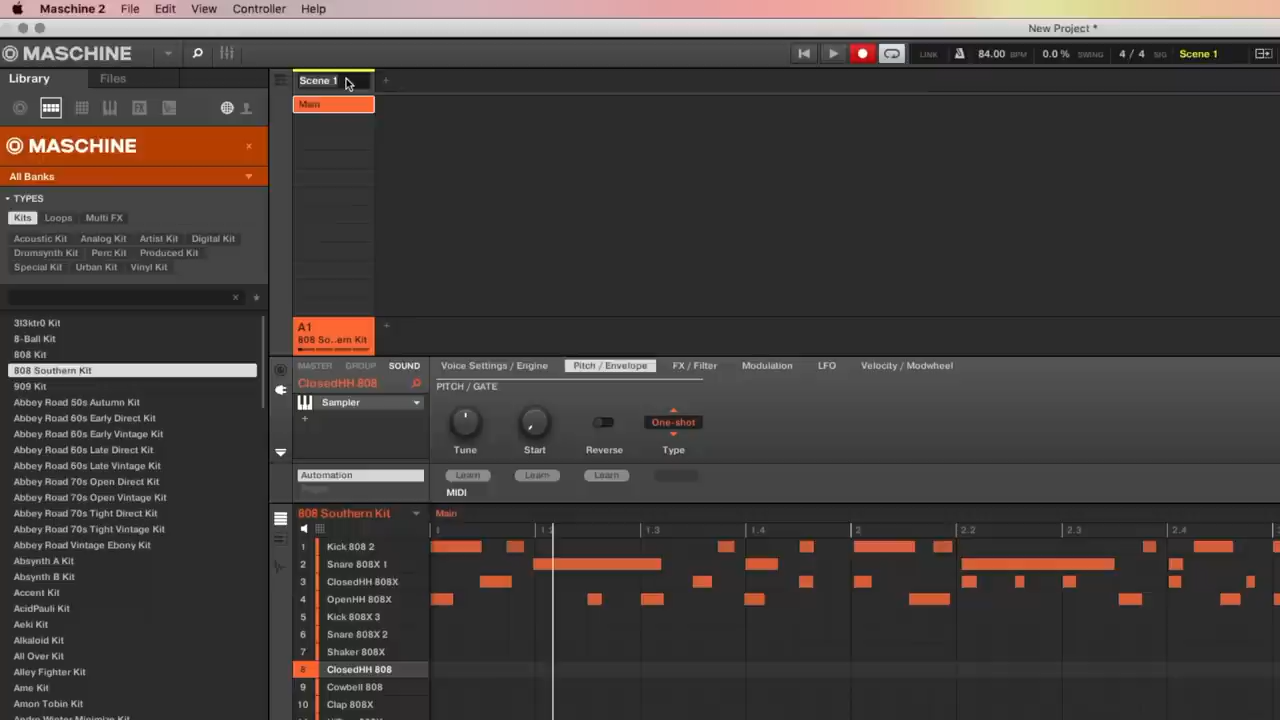 Maschine 2 File Edit View Controller Help
New Project *
MASCHINE
LINK 84.00 BPM 0.0 % SWING 4 / 4 SIG Scene 1
Library Files
Scene 1 +
Main
MASCHINE ×
All Banks
TYPES
Kits Loops Multi FX
Acoustic Kit Analog Kit Artist Kit Digital Kit
Drumsynth Kit Perc Kit Produced Kit
Special Kit Urban Kit Vinyl Kit
3l3ktr0 Kit
8-Ball Kit
808 Kit
808 Southern Kit
909 Kit
Abbey Road 50s Autumn Kit
Abbey Road 60s Early Direct Kit
Abbey Road 60s Early Vintage Kit
Abbey Road 60s Late Direct Kit
Abbey Road 60s Late Vintage Kit
Abbey Road 70s Open Direct Kit
Abbey Road 70s Open Vintage Kit
Abbey Road 70s Tight Direct Kit
Abbey Road 70s Tight Vintage Kit
Abbey Road Vintage Ebony Kit
Absynth A Kit
Absynth B Kit
Accent Kit
AcidPauli Kit
Aeki Kit
Alkaloid Kit
All Over Kit
Alley Fighter Kit
Ame Kit
Amon Tobin Kit
Andro Winter Minimize Kit
A1 +
808 So..ern Kit
MASTER GROUP SOUND
ClosedHH 808
Sampler
+
Automation
Voice Settings / Engine Pitch / Envelope FX / Filter Modulation LFO Velocity / Modwheel
PITCH / GATE
One-shot
Tune Start Reverse Type
Learn Learn Learn
MIDI
808 Southern Kit Main
1 1.3 1.4 2 2.2 2.3 2.4
1 Kick 808 2
2 Snare 808X 1
3 ClosedHH 808X
4 OpenHH 808X
5 Kick 808X 3
6 Snare 808X 2
7 Shaker 808X
8 ClosedHH 808
9 Cowbell 808
10 Clap 808X